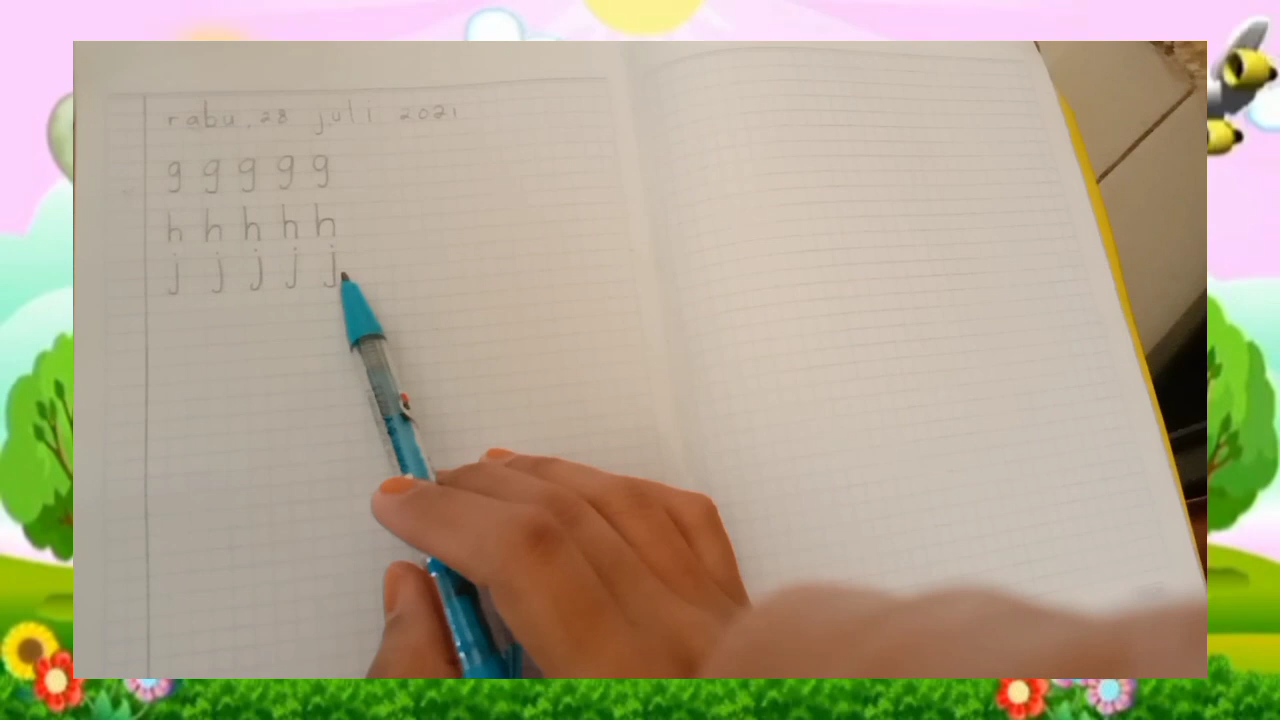 rabu, 28 juli 2021
g g g g g
h h h h h
j j j j j